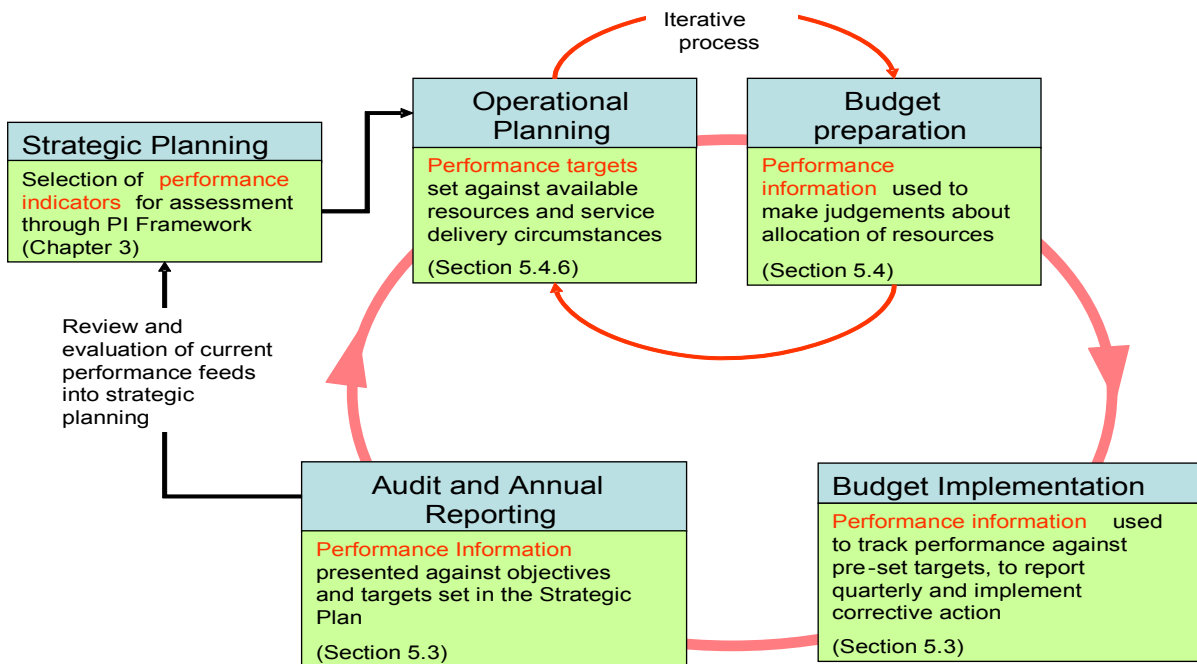 Iterative
process
Operational
Planning
Performance targets
set against available
resources and service
delivery circumstances
(Section 5.4.6)
Budget
preparation
Performance
information used to
make judgements about
allocation of resources
(Section 5.4)
Strategic Planning
Selection of performance
indicators for assessment
through PI Framework
(Chapter 3)
Review and
evaluation of current
performance feeds
into strategic
planning
Audit and Annual
Reporting
Performance Information
presented against objectives
and targets set in the Strategic
Plan
(Section 5.3)
Budget Implementation
Performance information used
to track performance against
pre-set targets, to report
quarterly and implement
corrective action
(Section 5.3)